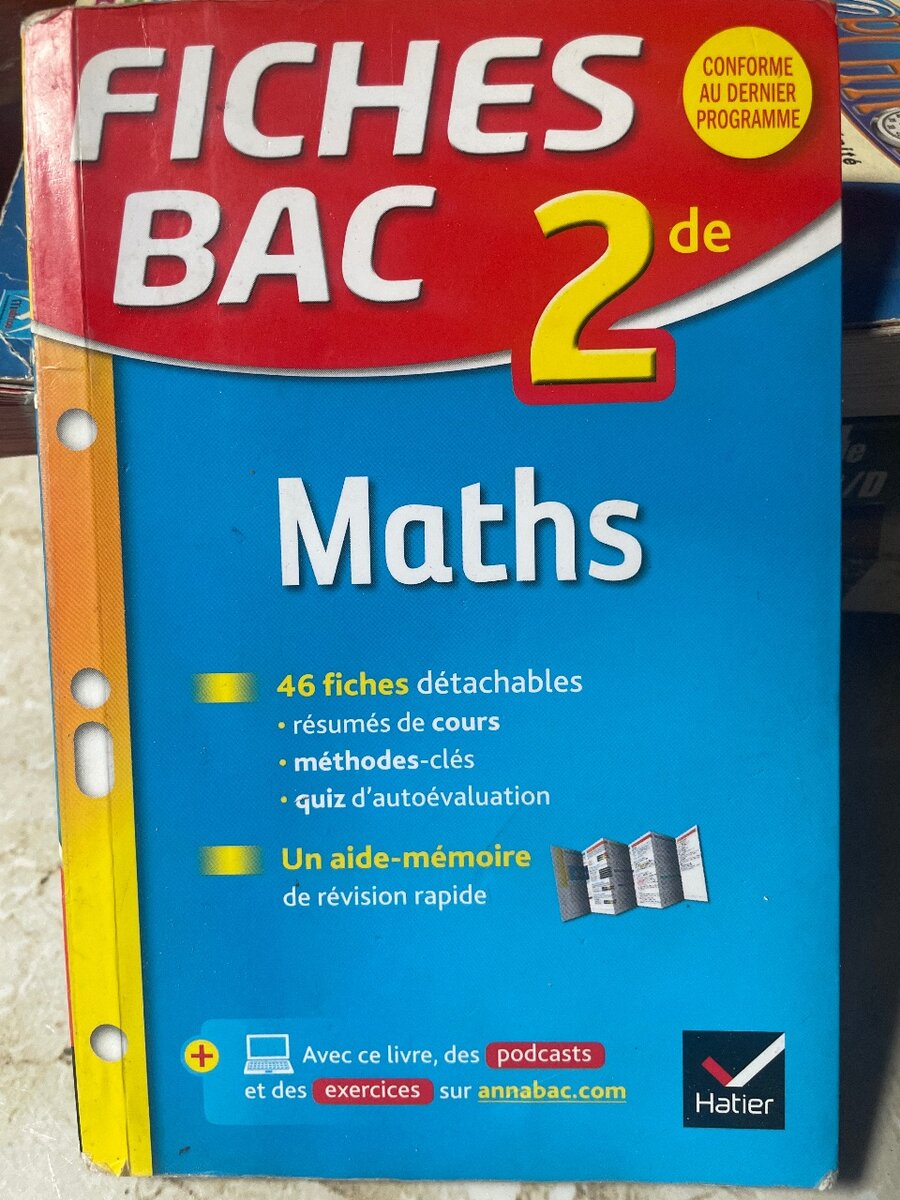 FICHES
BAC
2de
CONFORME
AU DERNIER
PROGRAMME
Maths
46 fiches détachables
• résumés de cours
• méthodes-clés
• quiz d'autoévaluation
Un aide-mémoire
de révision rapide
+ Avec ce livre, des podcasts
et des exercices sur annabac.com
Hatier